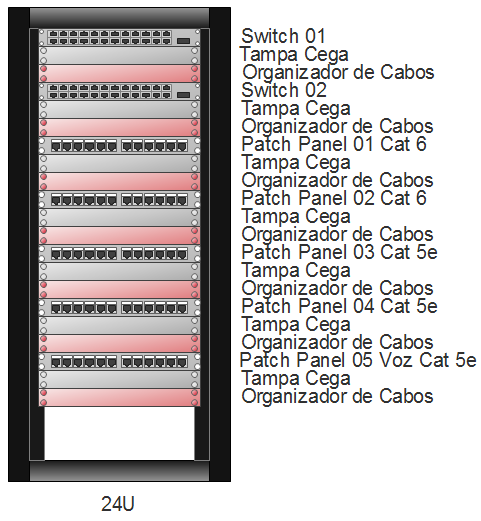 Switch 01
Tampa Cega
Organizador de Cabos
Switch 02
Tampa Cega
Organizador de Cabos
Patch Panel 01 Cat 6
Tampa Cega
Organizador de Cabos
Patch Panel 02 Cat 6
Tampa Cega
Organizador de Cabos
Patch Panel 03 Cat 5e
Tampa Cega
Organizador de Cabos
Patch Panel 04 Cat 5e
Tampa Cega
Organizador de Cabos
Patch Panel 05 Voz Cat 5e
Tampa Cega
Organizador de Cabos
24U